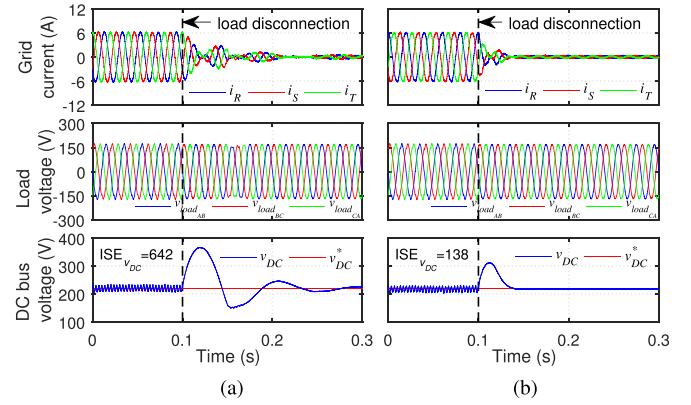 load disconnection
load disconnection
Grid current (A)
12
6
0
-6
-12
i_R i_S i_T
i_R i_S i_T
Load voltage (V)
300
150
0
-150
-300
v_load_AB v_load_BC v_load_CA
v_load_AB v_load_BC v_load_CA
DC bus voltage (V)
400
300
200
100
ISE_v_DC=642
v_DC v*_DC
ISE_v_DC=138
v_DC v*_DC
0 0.1 0.2 0.3
0 0.1 0.2 0.3
Time (s)
Time (s)
(a)
(b)